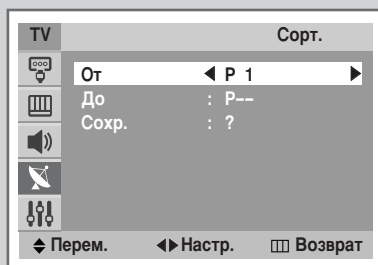 TV Сорт.
От ◀ P 1 ▶
До : P--
Сохр. : ?
Перем. Настр. Возврат